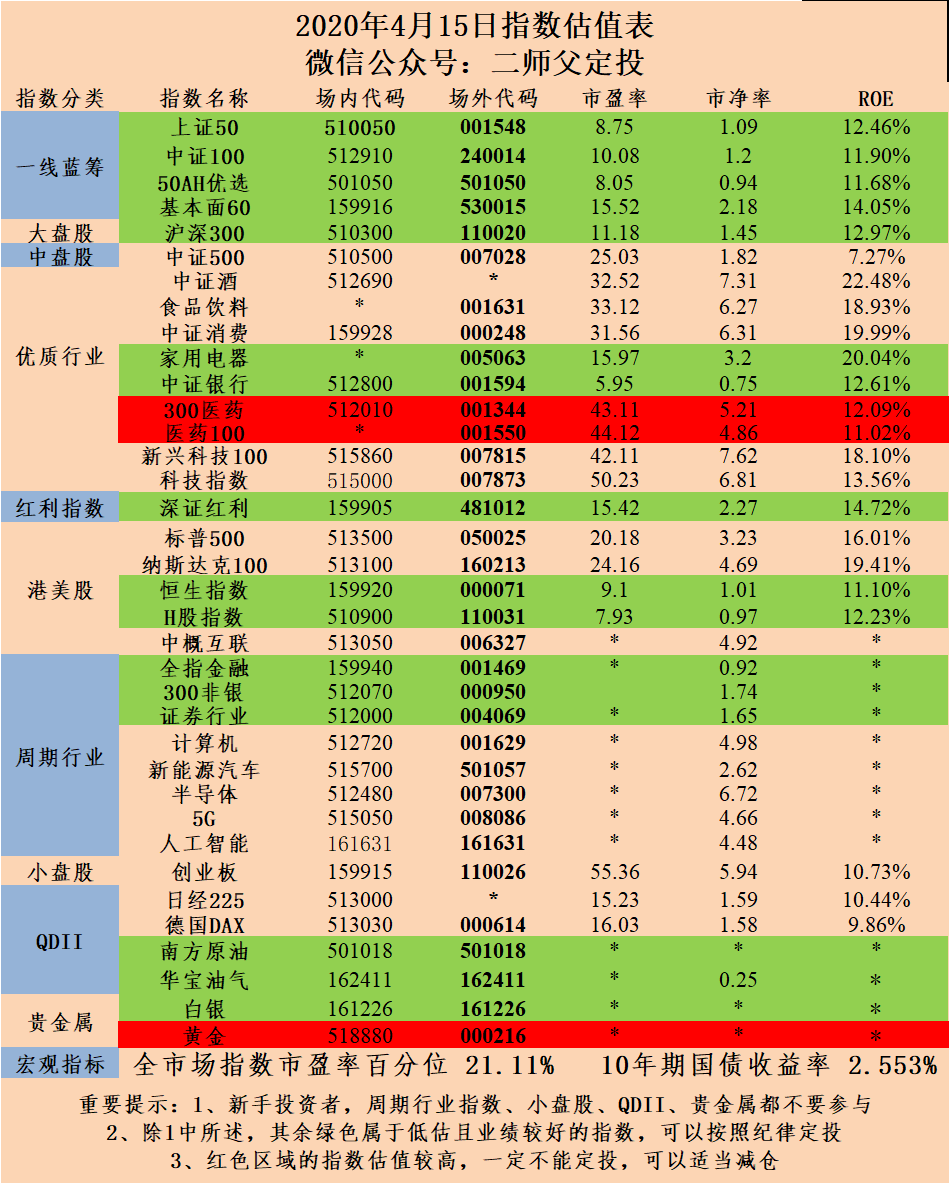 2020年4月15日指数估值表
微信公众号：二师父定投
指数分类 指数名称 场内代码 场外代码 市盈率 市净率 ROE
一线蓝筹 上证50 510050 001548 8.75 1.09 12.46%
中证100 512910 240014 10.08 1.2 11.90%
50AH优选 501050 501050 8.05 0.94 11.68%
基本面60 159916 530015 15.52 2.18 14.05%
大盘股 沪深300 510300 110020 11.18 1.45 12.97%
中盘股 中证500 510500 007028 25.03 1.82 7.27%
优质行业 中证酒 512690 * 32.52 7.31 22.48%
食品饮料 * 001631 33.12 6.27 18.93%
中证消费 159928 000248 31.56 6.31 19.99%
家用电器 * 005063 15.97 3.2 20.04%
中证银行 512800 001594 5.95 0.75 12.61%
300医药 512010 001344 43.11 5.21 12.09%
医药100 * 001550 44.12 4.86 11.02%
新兴科技100 515860 007815 42.11 7.62 18.10%
科技指数 515000 007873 50.23 6.81 13.56%
红利指数 深证红利 159905 481012 15.42 2.27 14.72%
港美股 标普500 513500 050025 20.18 3.23 16.01%
纳斯达克100 513100 160213 24.16 4.69 19.41%
恒生指数 159920 000071 9.1 1.01 11.10%
H股指数 510900 110031 7.93 0.97 12.23%
中概互联 513050 006327 * 4.92 *
周期行业 全指金融 159940 001469 * 0.92 *
300非银 512070 000950 1.74 *
证券行业 512000 004069 * 1.65 *
计算机 512720 001629 * 4.98 *
新能源汽车 515700 501057 * 2.62 *
半导体 512480 007300 * 6.72 *
5G 515050 008086 * 4.66 *
人工智能 161631 161631 * 4.48 *
小盘股 创业板 159915 110026 55.36 5.94 10.73%
QDII 日经225 513000 * 15.23 1.59 10.44%
德国DAX 513030 000614 16.03 1.58 9.86%
南方原油 501018 501018 * * *
华宝油气 162411 162411 * 0.25 *
贵金属 白银 161226 161226 * * *
黄金 518880 000216 * * *
宏观指标 全市场指数市盈率百分位 21.11% 10年期国债收益率 2.553%
重要提示：1、新手投资者，周期行业指数、小盘股、QDII、贵金属都不要参与
2、除1中所述，其余绿色属于低估且业绩较好的指数，可以按照纪律定投
3、红色区域的指数估值较高，一定不能定投，可以适当减仓